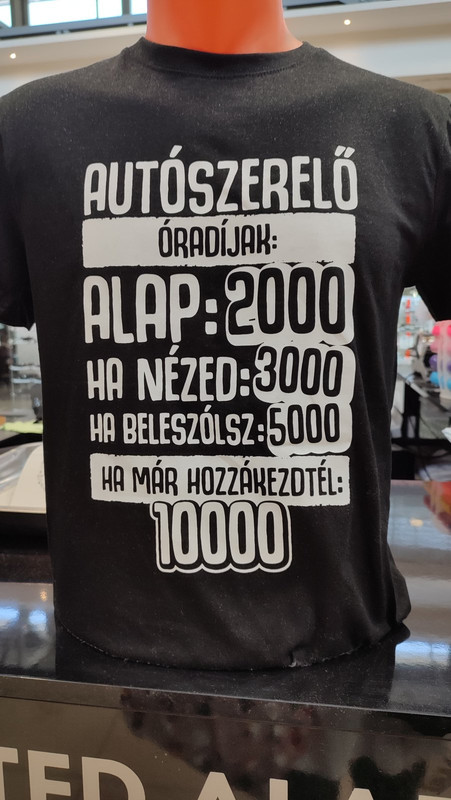 AUTÓSZERELŐ
ÓRADÍJAK:
ALAP: 2000
HA NÉZED: 3000
HA BELESZÓLSZ: 5000
HA MÁR HOZZÁKEZDTÉL:
10000